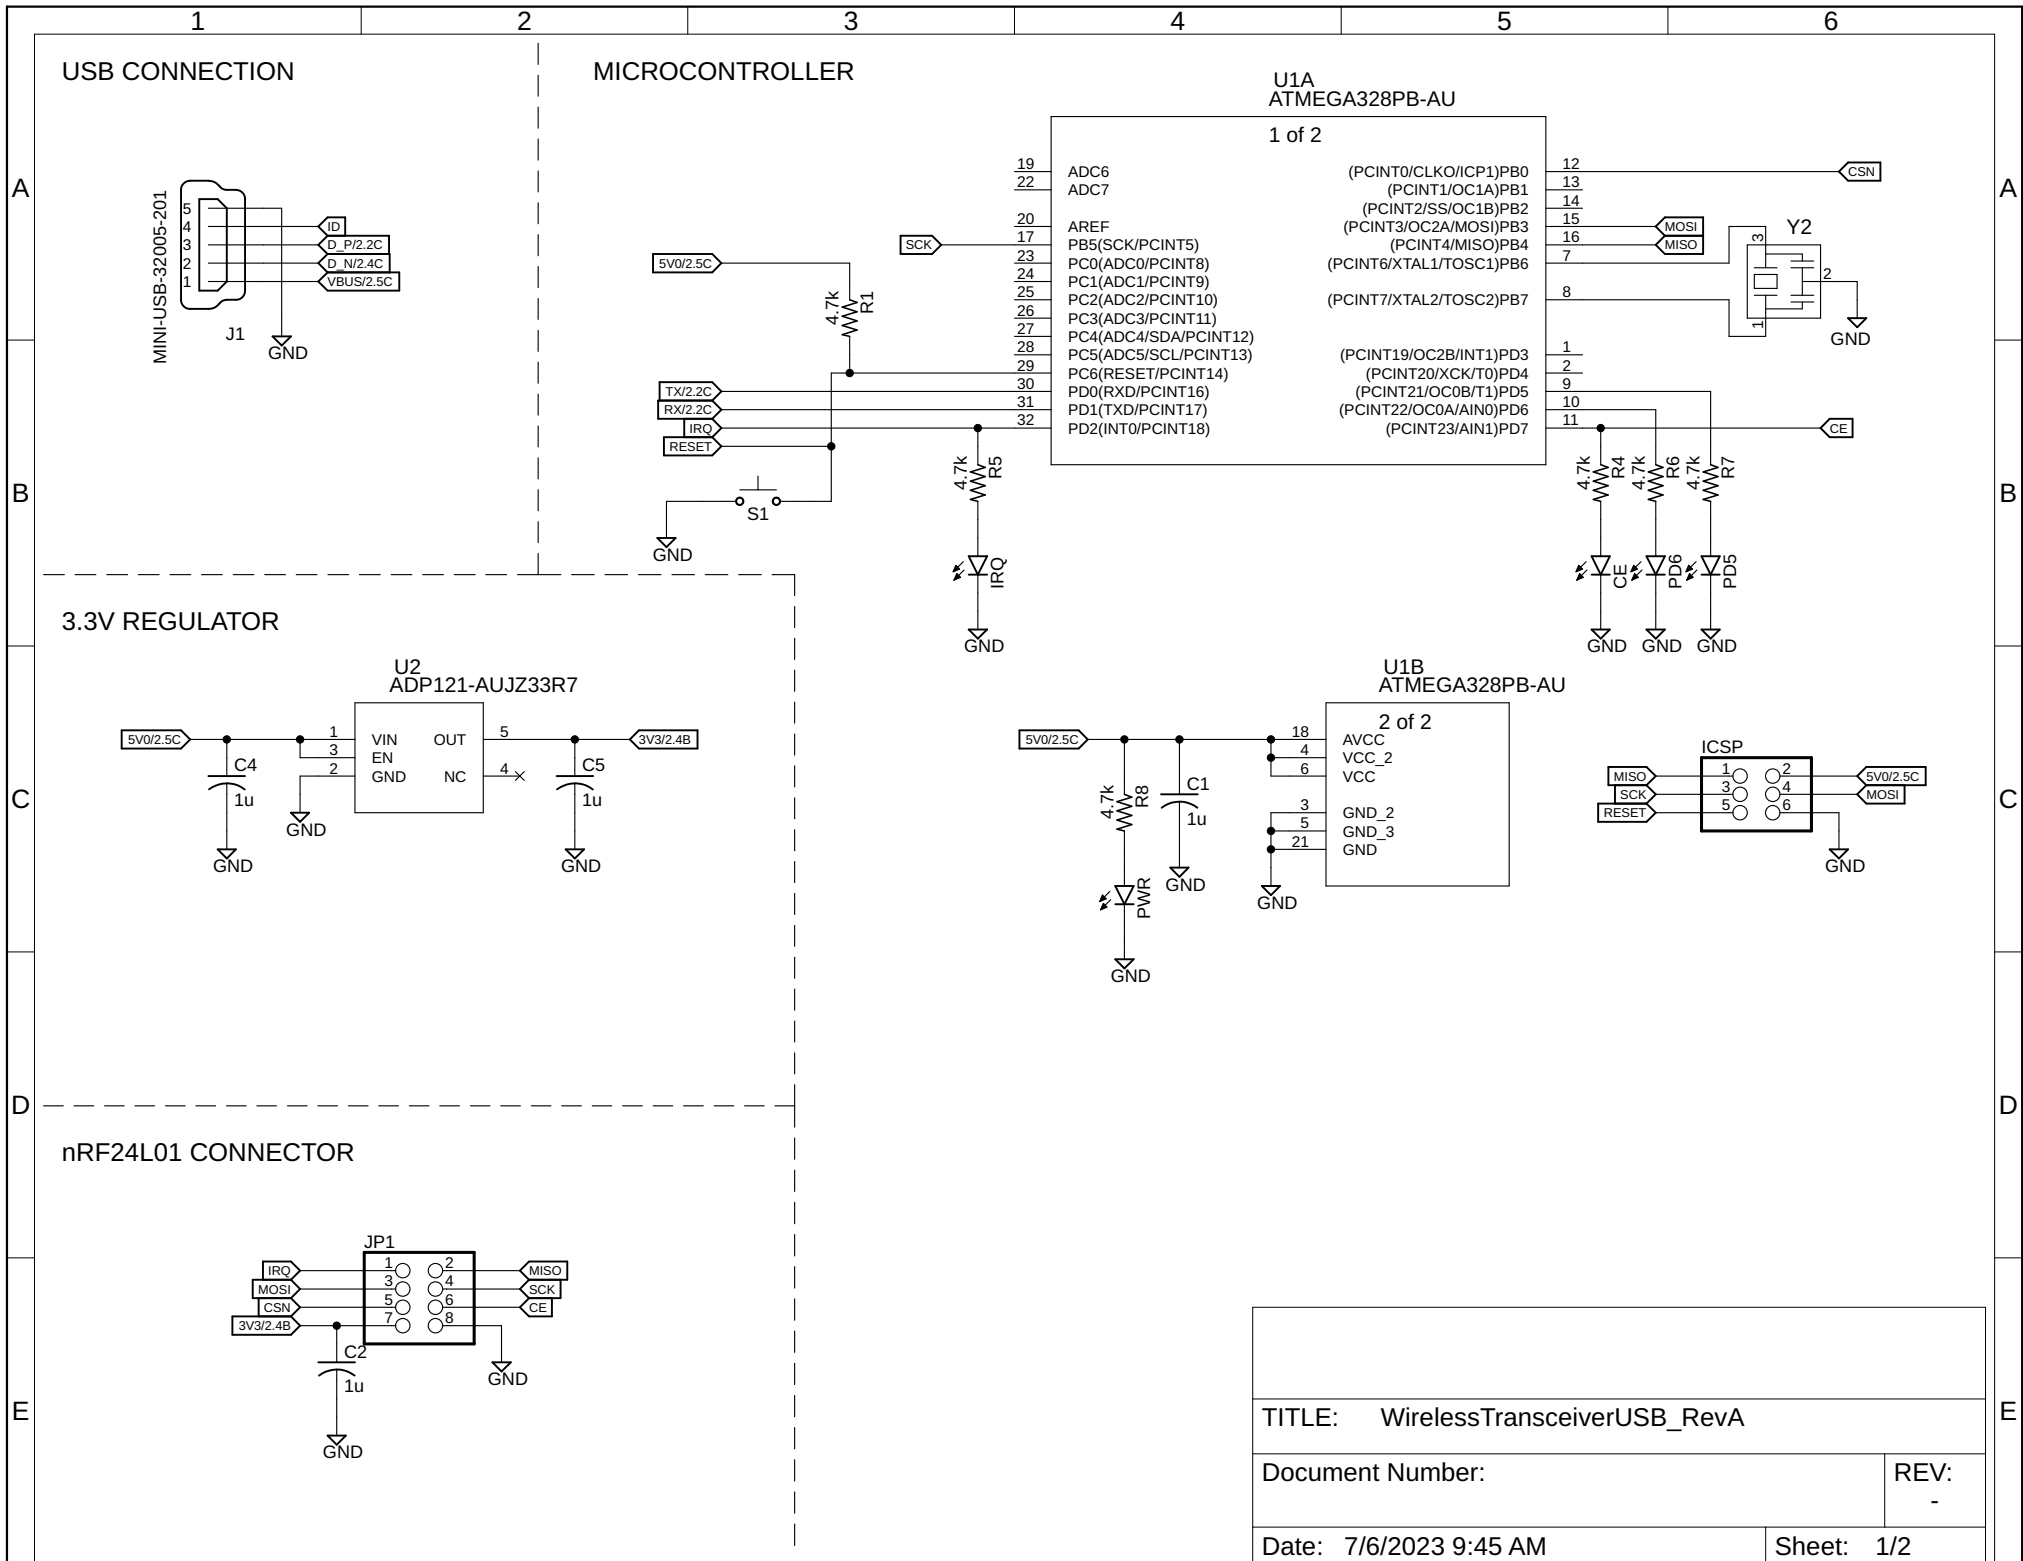 1 2 3 4 5 6
A A
B B
C C
D D
E E
USB CONNECTION
MINI-USB-32005-201
5
4
3
2
1
ID
D_P/2.2C
D_N/2.4C
VBUS/2.5C
J1
GND
MICROCONTROLLER
U1A
ATMEGA328PB-AU
1 of 2
19 ADC6
22 ADC7
20 AREF
17 PB5(SCK/PCINT5)
23 PC0(ADC0/PCINT8)
24 PC1(ADC1/PCINT9)
25 PC2(ADC2/PCINT10)
26 PC3(ADC3/PCINT11)
27 PC4(ADC4/SDA/PCINT12)
28 PC5(ADC5/SCL/PCINT13)
29 PC6(RESET/PCINT14)
30 PD0(RXD/PCINT16)
31 PD1(TXD/PCINT17)
32 PD2(INT0/PCINT18)
(PCINT0/CLKO/ICP1)PB0 12
(PCINT1/OC1A)PB1 13
(PCINT2/SS/OC1B)PB2 14
(PCINT3/OC2A/MOSI)PB3 15
(PCINT4/MISO)PB4 16
(PCINT6/XTAL1/TOSC1)PB6 7
(PCINT7/XTAL2/TOSC2)PB7 8
(PCINT19/OC2B/INT1)PD3 1
(PCINT20/XCK/T0)PD4 2
(PCINT21/OC0B/T1)PD5 9
(PCINT22/OC0A/AIN0)PD6 10
(PCINT23/AIN1)PD7 11
SCK
5V0/2.5C
4.7k R1
TX/2.2C
RX/2.2C
IRQ
RESET
S1
GND
4.7k R5
IRQ
GND
CSN
MOSI
MISO
Y2
3
2
1
GND
CE
4.7k R4
4.7k R6
4.7k R7
CE
PD6
PD5
GND GND GND
3.3V REGULATOR
U2
ADP121-AUJZ33R7
5V0/2.5C
1 VIN
3 EN
2 GND
OUT 5
NC 4
3V3/2.4B
C4
1u
C5
1u
GND
GND
GND
U1B
ATMEGA328PB-AU
2 of 2
5V0/2.5C
18 AVCC
4 VCC_2
6 VCC
3 GND_2
5 GND_3
21 GND
4.7k R8
C1
1u
PWR
GND
GND
GND
ICSP
MISO 1 2 5V0/2.5C
SCK 3 4 MOSI
RESET 5 6
GND
nRF24L01 CONNECTOR
JP1
IRQ 1 2 MISO
MOSI 3 4 SCK
CSN 5 6 CE
3V3/2.4B 7 8
C2
1u
GND
GND
TITLE: WirelessTransceiverUSB_RevA
Document Number:
REV:
-
Date: 7/6/2023 9:45 AM
Sheet: 1/2